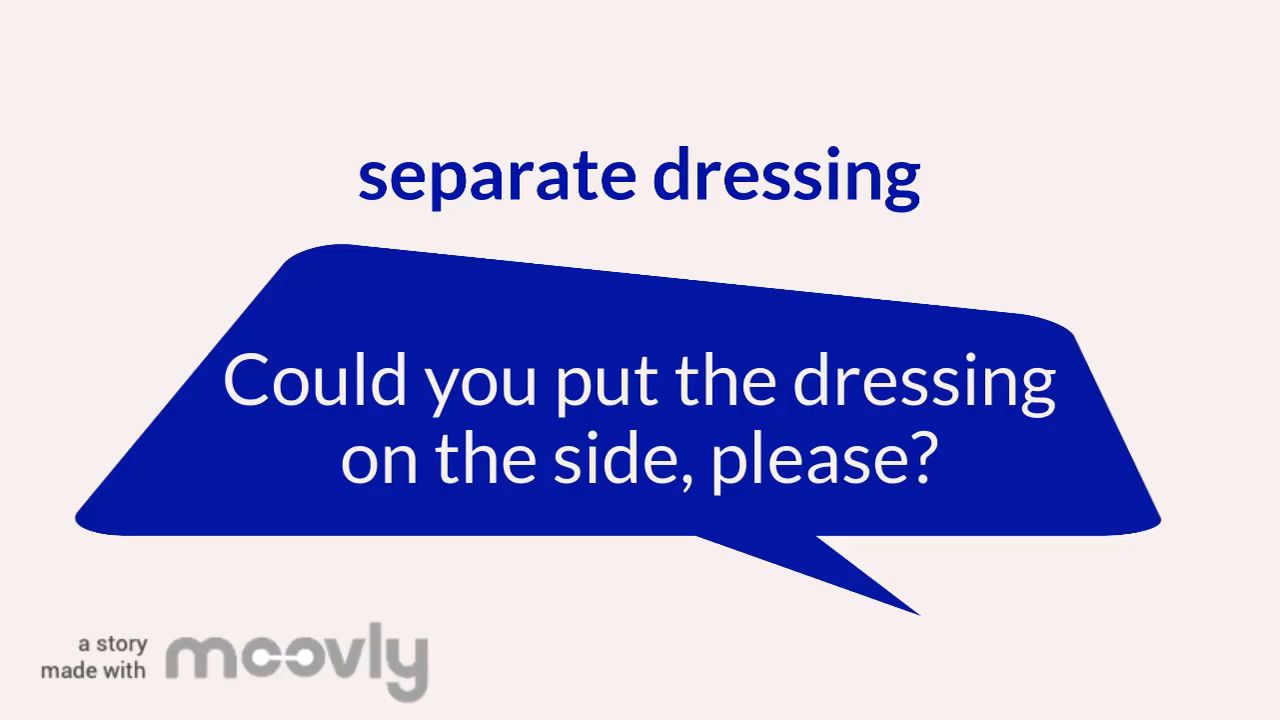 separate dressing
Could you put the dressing
on the side, please?
a story
made with
moovly